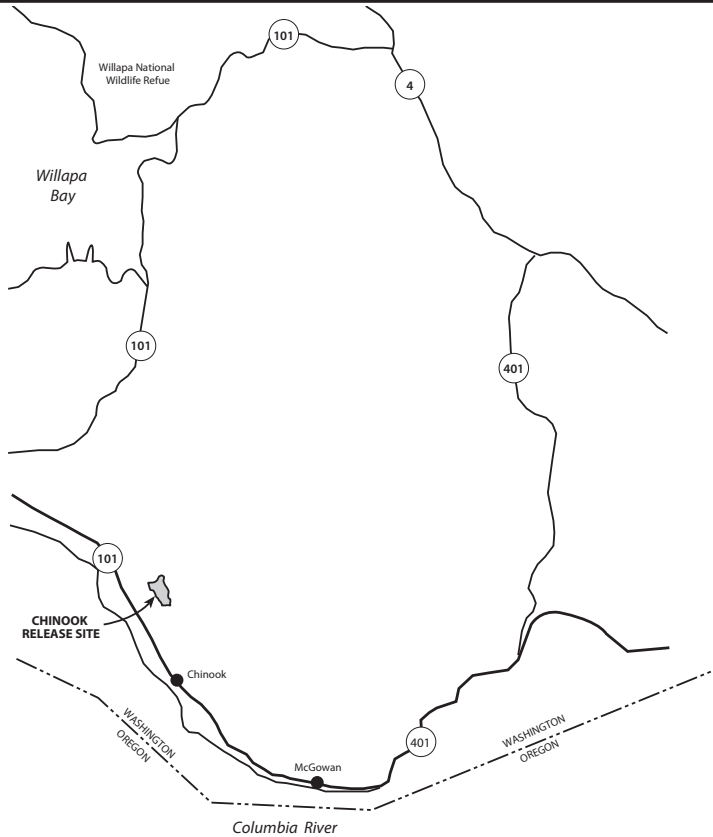 101
Willapa National
Wildlife Refue
4
Willapa
Bay
101
401
101
CHINOOK
RELEASE SITE
Chinook
WASHINGTON
OREGON
401
WASHINGTON
OREGON
McGowan
Columbia River